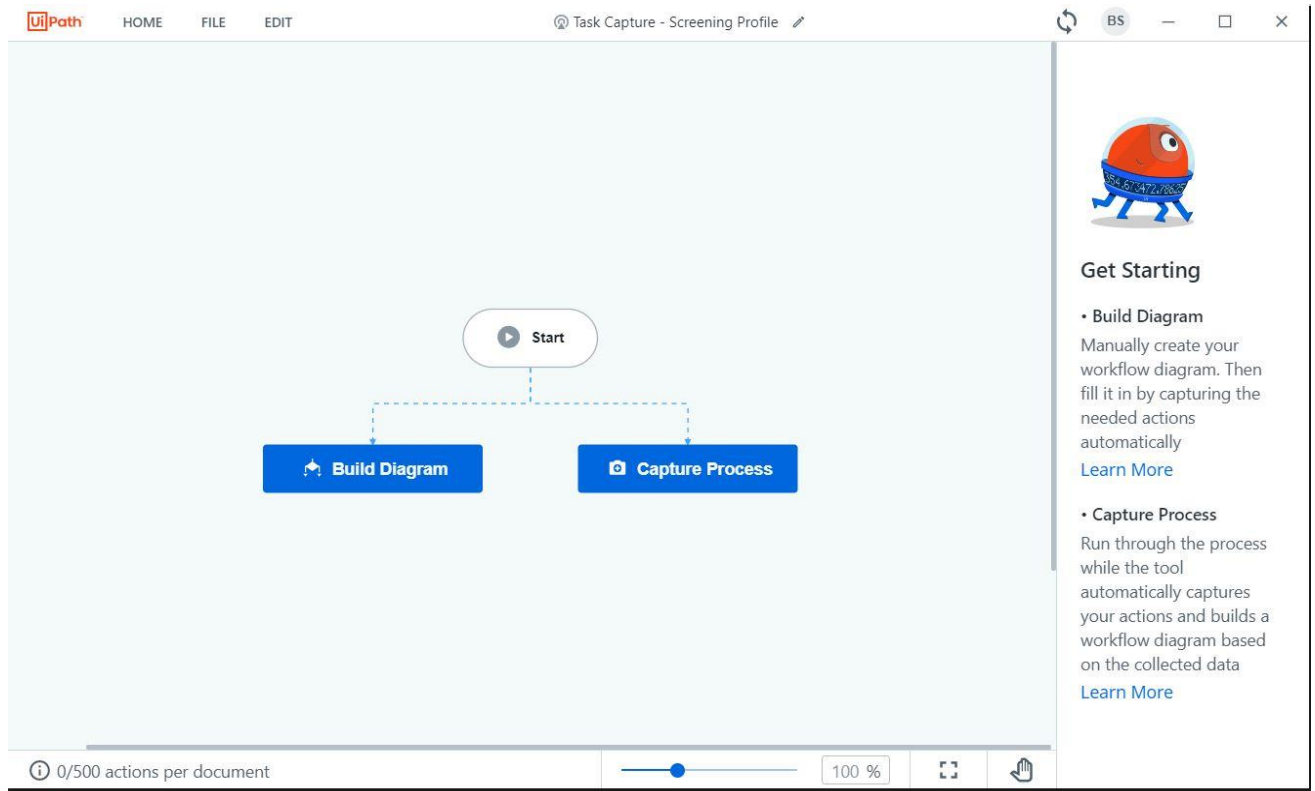 UiPath HOME FILE EDIT Task Capture - Screening Profile BS
Start
Build Diagram Capture Process
Get Starting
• Build Diagram
Manually create your
workflow diagram. Then
fill it in by capturing the
needed actions
automatically
Learn More
• Capture Process
Run through the process
while the tool
automatically captures
your actions and builds a
workflow diagram based
on the collected data
Learn More
0/500 actions per document 100 %